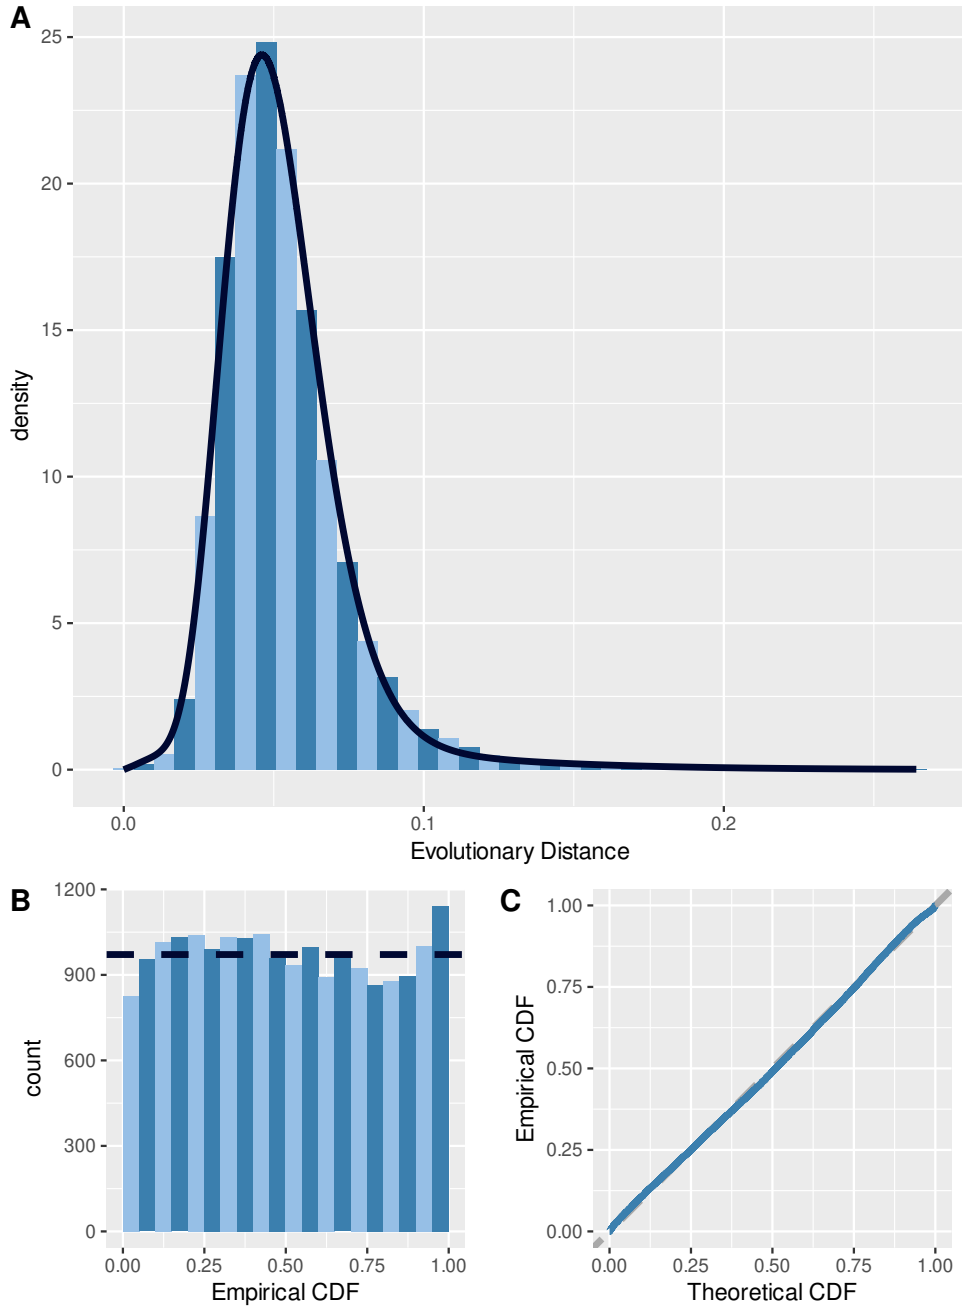 A
25
20
15
10
5
0
density
0.0 0.1 0.2
Evolutionary Distance
B
1200
900
600
300
0
count
0.00 0.25 0.50 0.75 1.00
Empirical CDF
C
1.00
0.75
0.50
0.25
0.00
Empirical CDF
0.00 0.25 0.50 0.75 1.00
Theoretical CDF